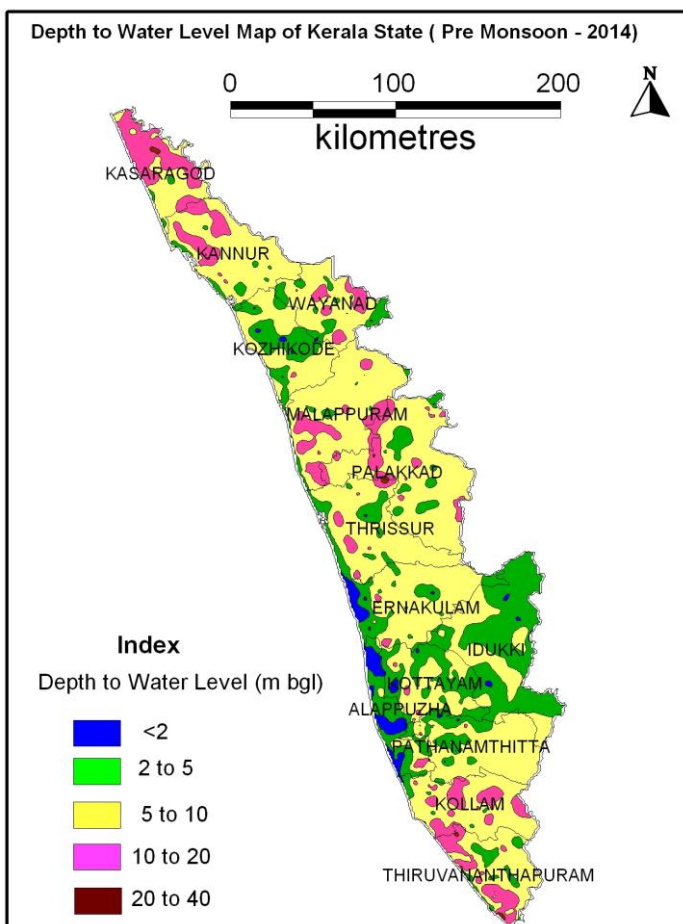 Depth to Water Level Map of Kerala State ( Pre Monsoon - 2014)
0 100 200
N
kilometres
KASARAGOD
KANNUR
WAYANAD
KOZHIKODE
MALAPPURAM
PALAKKAD
THRISSUR
ERNAKULAM
IDUKKI
KOTTAYAM
ALAPPUZHA
PATHANAMTHITTA
KOLLAM
THIRUVANANTHAPURAM
Index
Depth to Water Level (m bgl)
<2
2 to 5
5 to 10
10 to 20
20 to 40